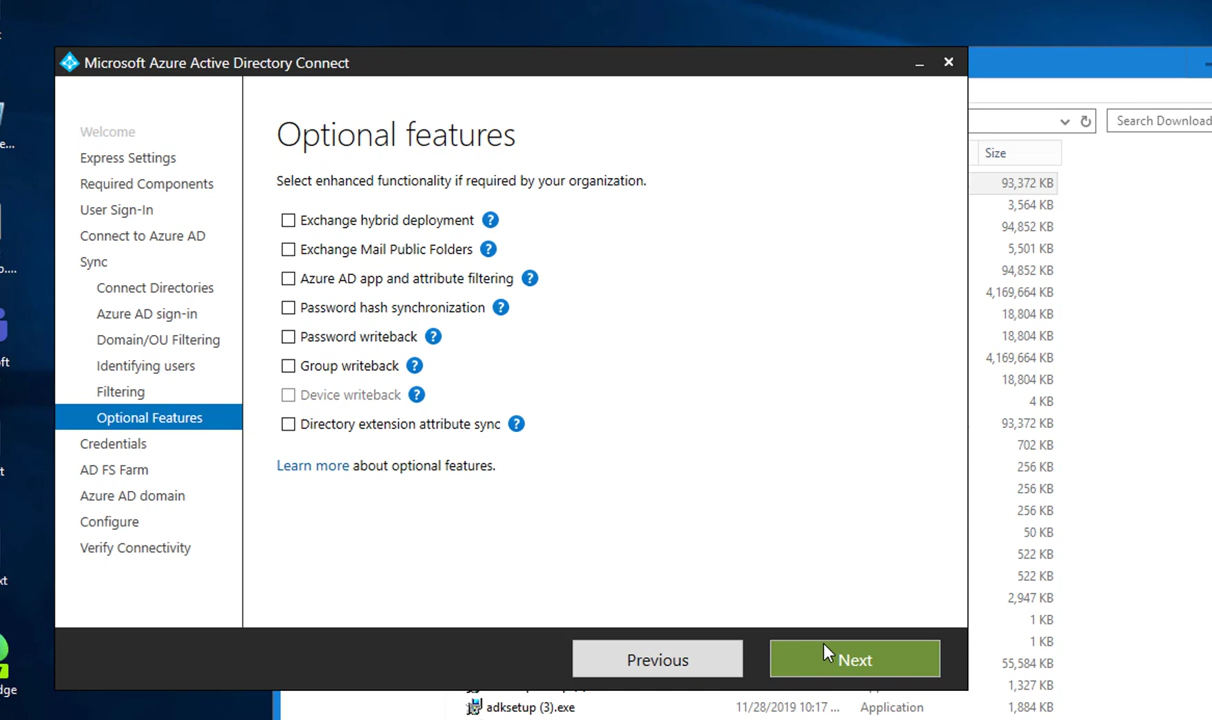 Microsoft Azure Active Directory Connect
Welcome
Express Settings
Required Components
User Sign-In
Connect to Azure AD
Sync
Connect Directories
Azure AD sign-in
Domain/OU Filtering
Identifying users
Filtering
Optional Features
Credentials
AD FS Farm
Azure AD domain
Configure
Verify Connectivity
Optional features
Select enhanced functionality if required by your organization.
Exchange hybrid deployment ?
Exchange Mail Public Folders ?
Azure AD app and attribute filtering ?
Password hash synchronization ?
Password writeback ?
Group writeback ?
Device writeback ?
Directory extension attribute sync ?
Learn more about optional features.
Previous
Next
Search Download
Size
93,372 KB
3,564 KB
94,852 KB
5,501 KB
94,852 KB
4,169,664 KB
18,804 KB
18,804 KB
4,169,664 KB
18,804 KB
4 KB
93,372 KB
702 KB
256 KB
256 KB
256 KB
50 KB
522 KB
522 KB
2,947 KB
1 KB
1 KB
55,584 KB
1,327 KB
adksetup (3).exe 11/28/2019 10:17 ... Application 1,884 KB
e...
p....
ft
t
xt
dge